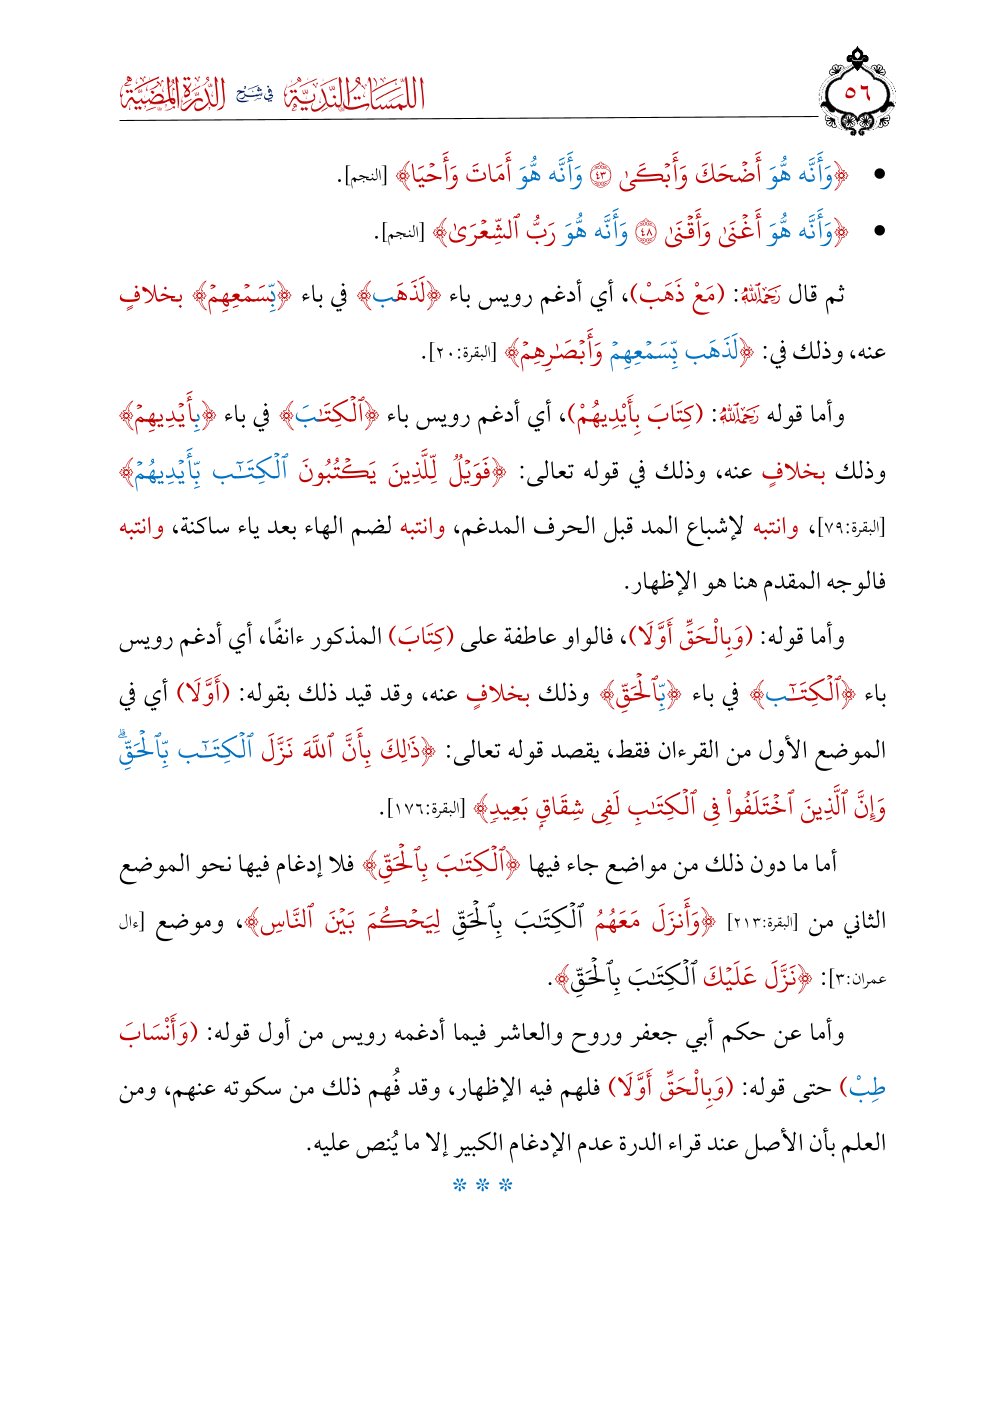 ٥٦
اللمسات الندية في شرح الدرة المضية
• ﴿وَأَنَّه هُّوَ أَضْحَكَ وَأَبْكَىٰ ٤٣ وَأَنَّه هُّوَ أَمَاتَ وَأَحْيَا﴾ [النجم].
• ﴿وَأَنَّه هُّوَ أَغْنَىٰ وَأَقْنَىٰ ٤٨ وَأَنَّه هُّوَ رَبُّ ٱلشِّعْرَىٰ﴾ [النجم].
ثم قال رَحِمَهُ اللَّهُ: (مَعْ ذَهَبْ)، أي أدغم رويس باء ﴿لَذَهَب﴾ في باء ﴿بِّسَمْعِهِمْ﴾ بخلافٍ
عنه، وذلك في: ﴿لَذَهَب بِّسَمْعِهِمْ وَأَبْصَـٰرِهِمْ﴾ [البقرة:٢٠].
وأما قوله رَحِمَهُ اللَّهُ: (كِتَابَ بِأَيْدِيهُمْ)، أي أدغم رويس باء ﴿ٱلْكِتَـٰبَ﴾ في باء ﴿بِأَيْدِيهِمْ﴾
وذلك بخلافٍ عنه، وذلك في قوله تعالى: ﴿فَوَيْلٌ لِّلَّذِينَ يَكْتُبُونَ ٱلْكِتَـٰٓب بِّأَيْدِيهُمْ﴾
[البقرة:٧٩]، وانتبه لإشباع المد قبل الحرف المدغم، وانتبه لضم الهاء بعد ياء ساكنة، وانتبه
فالوجه المقدم هنا هو الإظهار.
وأما قوله: (وَبِالْحَقِّ أَوَّلَا)، فالواو عاطفة على (كِتَابَ) المذكور ءانفًا، أي أدغم رويس
باء ﴿ٱلْكِتَـٰٓب﴾ في باء ﴿بِّٱلْحَقِّ﴾ وذلك بخلافٍ عنه، وقد قيد ذلك بقوله: (أَوَّلَا) أي في
الموضع الأول من القرءان فقط، يقصد قوله تعالى: ﴿ذَٰلِكَ بِأَنَّ ٱللَّهَ نَزَّلَ ٱلْكِتَـٰٓب بِّٱلْحَقِّۗ
وَإِنَّ ٱلَّذِينَ ٱخْتَلَفُوا۟ فِى ٱلْكِتَـٰبِ لَفِى شِقَاقٍۭ بَعِيدٍ﴾ [البقرة:١٧٦].
أما ما دون ذلك من مواضع جاء فيها ﴿ٱلْكِتَـٰبَ بِٱلْحَقِّ﴾ فلا إدغام فيها نحو الموضع
الثاني من [البقرة:٢١٣] ﴿وَأَنزَلَ مَعَهُمُ ٱلْكِتَـٰبَ بِٱلْحَقِّ لِيَحْكُمَ بَيْنَ ٱلنَّاسِ﴾، وموضع [ءال
عمران:٣]: ﴿نَزَّلَ عَلَيْكَ ٱلْكِتَـٰبَ بِٱلْحَقِّ﴾.
وأما عن حكم أبي جعفر وروح والعاشر فيما أدغمه رويس من أول قوله: (وَأَنْسَابَ
طِبْ) حتى قوله: (وَبِالْحَقِّ أَوَّلَا) فلهم فيه الإظهار، وقد فُهم ذلك من سكوته عنهم، ومن
العلم بأن الأصل عند قراء الدرة عدم الإدغام الكبير إلا ما يُنص عليه.
* * *